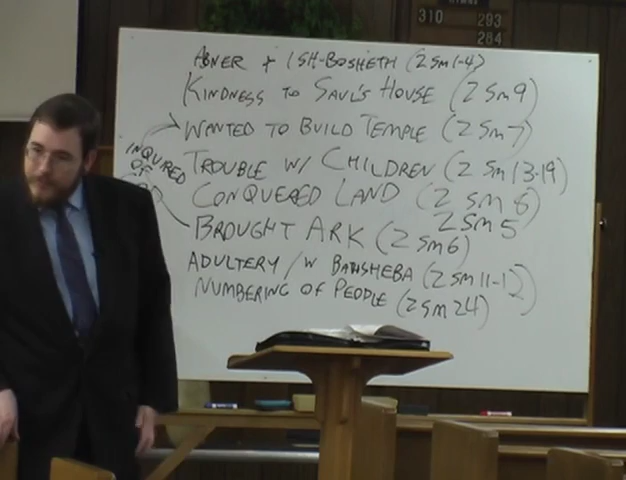 310 293
284
ABNER + ISH-BOSHETH (2 SM 1-4)
KINDNESS TO SAUL'S HOUSE (2 SM 9)
WANTED TO BUILD TEMPLE (2 SM 7)
INQUIRED
OF
TROUBLE W/ CHILDREN (2 SM 13-19)
CONQUERED LAND (2 SM 8)
2 SM 5
BROUGHT ARK (2 SM 6)
ADULTERY /W BATHSHEBA (2 SM 11-12)
NUMBERING OF PEOPLE (2 SM 24)